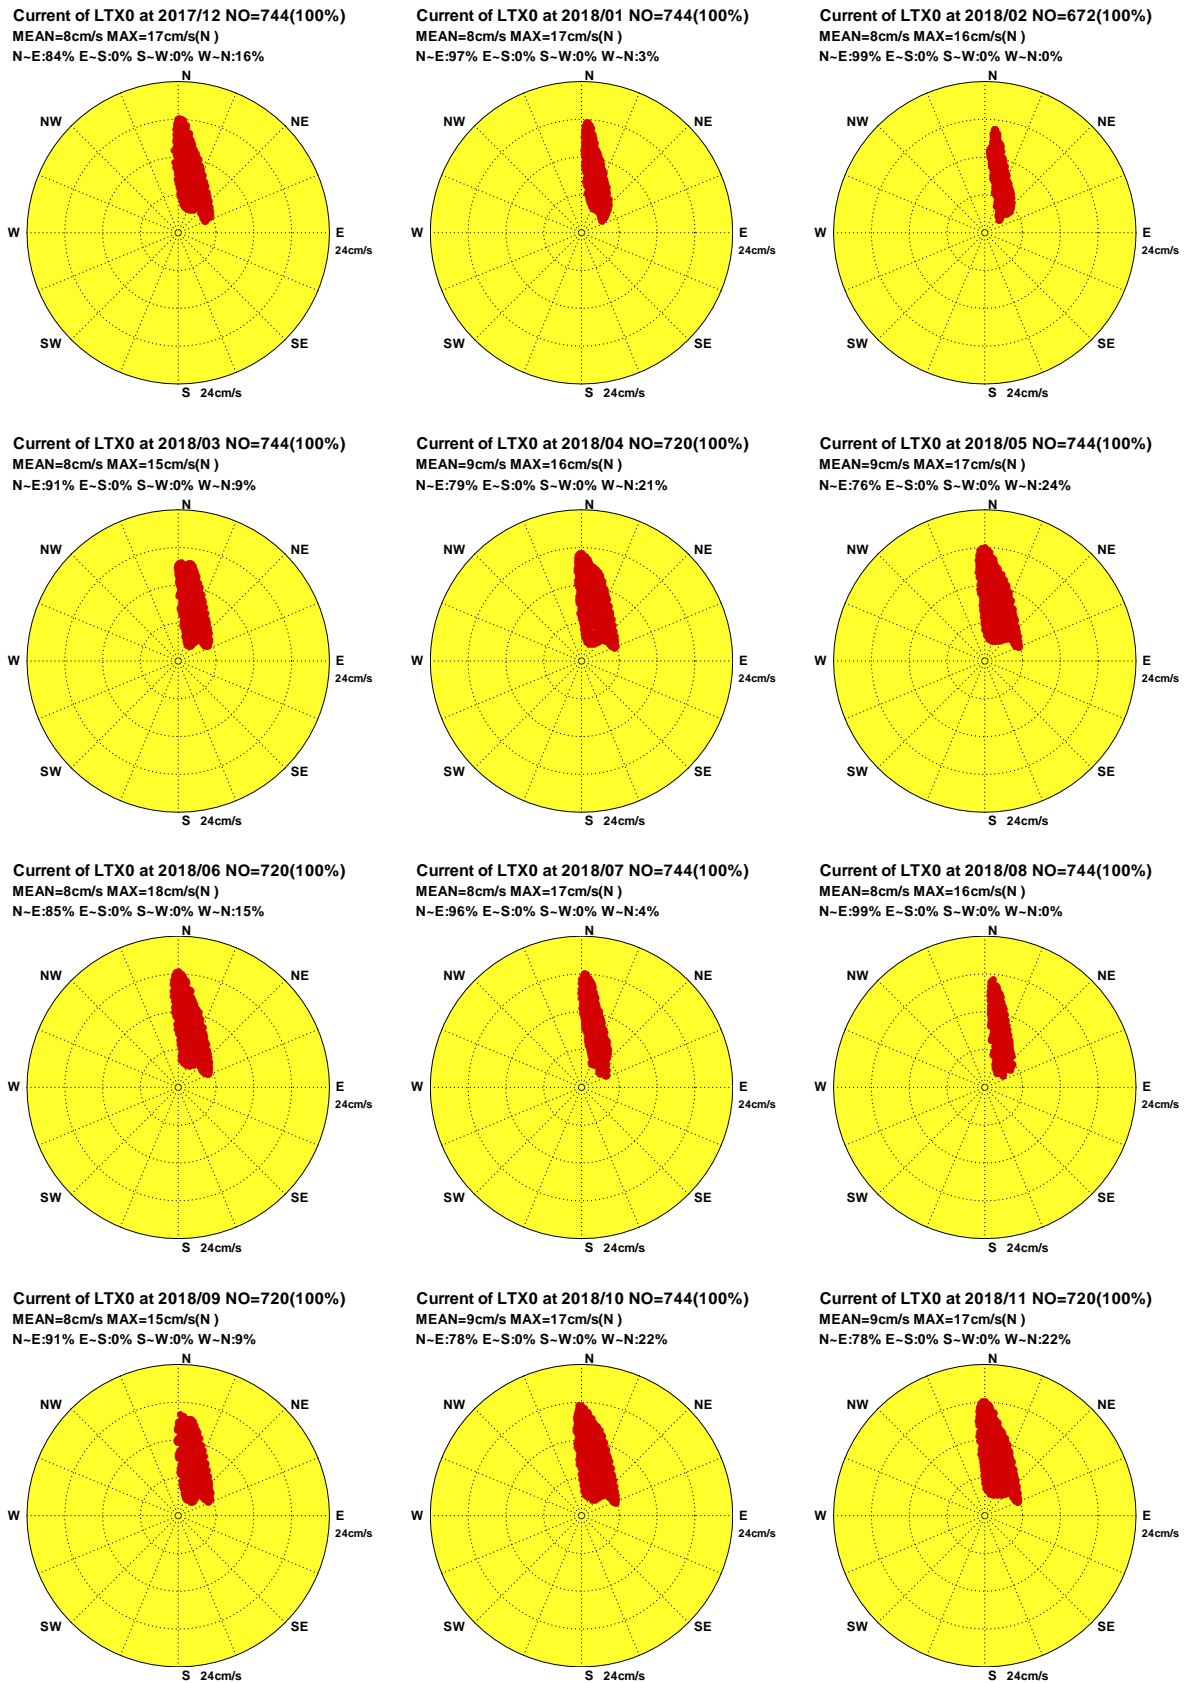 Current of LTX0 at 2017/12 NO=744(100%)
MEAN=8cm/s MAX=17cm/s(N )
N~E:84% E~S:0% S~W:0% W~N:16%
N
NW
NE
W
E
24cm/s
SW
SE
S 24cm/s
Current of LTX0 at 2018/01 NO=744(100%)
MEAN=8cm/s MAX=17cm/s(N )
N~E:97% E~S:0% S~W:0% W~N:3%
N
NW
NE
W
E
24cm/s
SW
SE
S 24cm/s
Current of LTX0 at 2018/02 NO=672(100%)
MEAN=8cm/s MAX=16cm/s(N )
N~E:99% E~S:0% S~W:0% W~N:0%
N
NW
NE
W
E
24cm/s
SW
SE
S 24cm/s
Current of LTX0 at 2018/03 NO=744(100%)
MEAN=8cm/s MAX=15cm/s(N )
N~E:91% E~S:0% S~W:0% W~N:9%
N
NW
NE
W
E
24cm/s
SW
SE
S 24cm/s
Current of LTX0 at 2018/04 NO=720(100%)
MEAN=9cm/s MAX=16cm/s(N )
N~E:79% E~S:0% S~W:0% W~N:21%
N
NW
NE
W
E
24cm/s
SW
SE
S 24cm/s
Current of LTX0 at 2018/05 NO=744(100%)
MEAN=9cm/s MAX=17cm/s(N )
N~E:76% E~S:0% S~W:0% W~N:24%
N
NW
NE
W
E
24cm/s
SW
SE
S 24cm/s
Current of LTX0 at 2018/06 NO=720(100%)
MEAN=8cm/s MAX=18cm/s(N )
N~E:85% E~S:0% S~W:0% W~N:15%
N
NW
NE
W
E
24cm/s
SW
SE
S 24cm/s
Current of LTX0 at 2018/07 NO=744(100%)
MEAN=8cm/s MAX=17cm/s(N )
N~E:96% E~S:0% S~W:0% W~N:4%
N
NW
NE
W
E
24cm/s
SW
SE
S 24cm/s
Current of LTX0 at 2018/08 NO=744(100%)
MEAN=8cm/s MAX=16cm/s(N )
N~E:99% E~S:0% S~W:0% W~N:0%
N
NW
NE
W
E
24cm/s
SW
SE
S 24cm/s
Current of LTX0 at 2018/09 NO=720(100%)
MEAN=8cm/s MAX=15cm/s(N )
N~E:91% E~S:0% S~W:0% W~N:9%
N
NW
NE
W
E
24cm/s
SW
SE
S 24cm/s
Current of LTX0 at 2018/10 NO=744(100%)
MEAN=9cm/s MAX=17cm/s(N )
N~E:78% E~S:0% S~W:0% W~N:22%
N
NW
NE
W
E
24cm/s
SW
SE
S 24cm/s
Current of LTX0 at 2018/11 NO=720(100%)
MEAN=9cm/s MAX=17cm/s(N )
N~E:78% E~S:0% S~W:0% W~N:22%
N
NW
NE
W
E
24cm/s
SW
SE
S 24cm/s